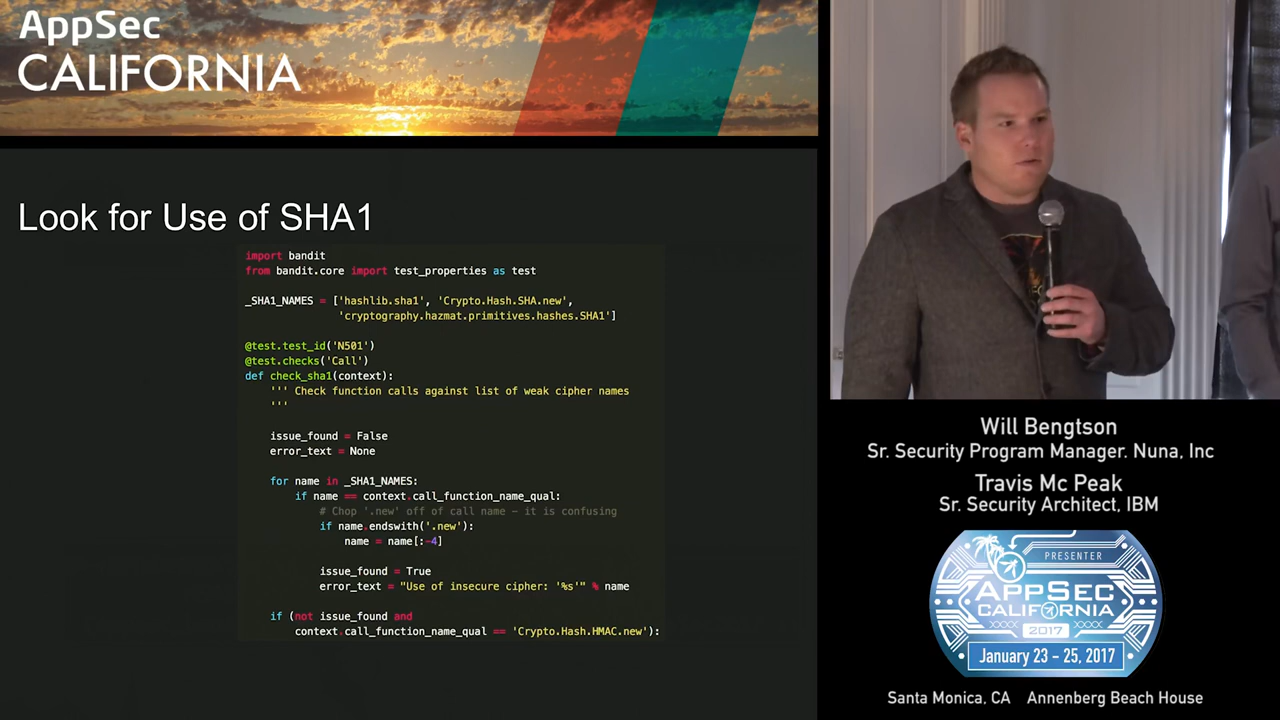 AppSec
CALIFORNIA
Look for Use of SHA1
import bandit
from bandit.core import test_properties as test
_SHA1_NAMES = ['hashlib.sha1', 'Crypto.Hash.SHA.new',
'cryptography.hazmat.primitives.hashes.SHA1']
@test.test_id('N501')
@test.checks('Call')
def check_sha1(context):
''' Check function calls against list of weak cipher names
'''
issue_found = False
error_text = None
for name in _SHA1_NAMES:
if name == context.call_function_name_qual:
# Chop '.new' off of call name - it is confusing
if name.endswith('.new'):
name = name[:-4]
issue_found = True
error_text = "Use of insecure cipher: '%s'" % name
if (not issue_found and
context.call_function_name_qual == 'Crypto.Hash.HMAC.new'):
Will Bengtson
Sr. Security Program Manager. Nuna, Inc
Travis Mc Peak
Sr. Security Architect, IBM
PRESENTER
APPSEC
CALIFORNIA
2017
January 23 - 25, 2017
Santa Monica, CA Annenberg Beach House